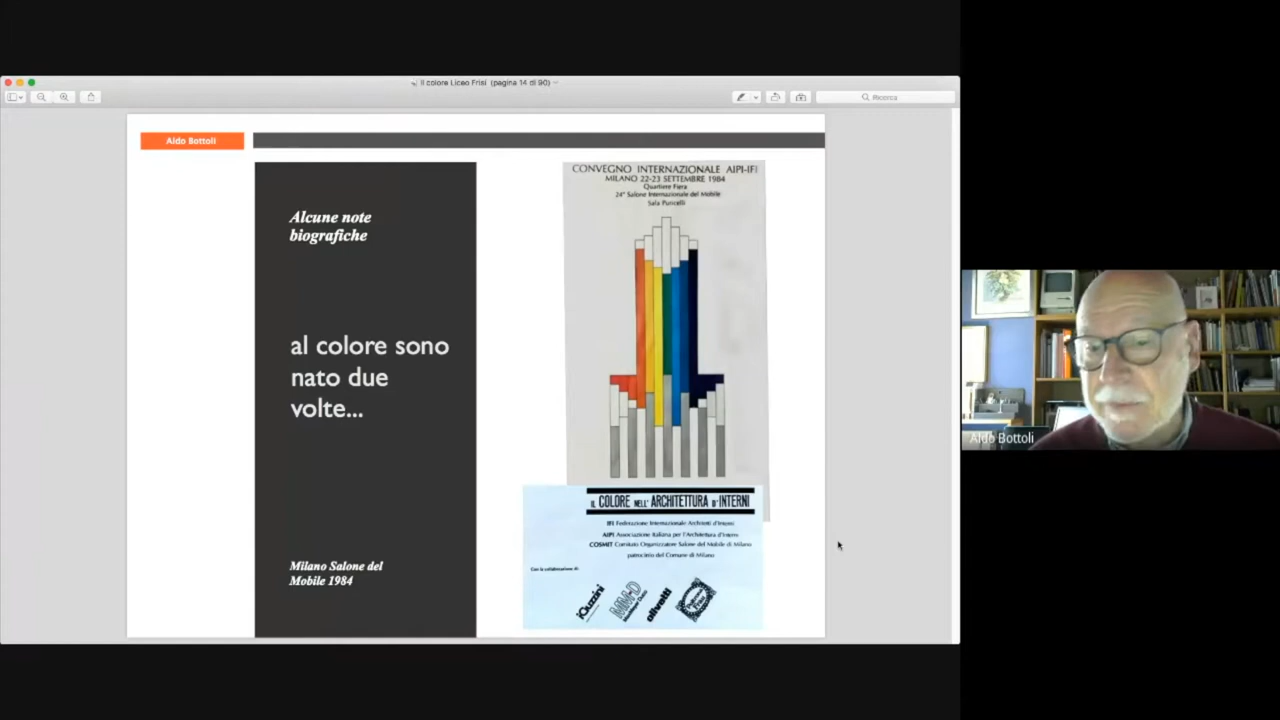 Il colore Liceo Frisi (pagina 14 di 90)
Ricerca
Aldo Bottoli
Alcune note
biografiche
al colore sono
nato due
volte...
Milano Salone del
Mobile 1984
CONVEGNO INTERNAZIONALE AIPI-IFI
MILANO 22-23 SETTEMBRE 1984
Quartiere Fiera
24° Salone Internazionale del Mobile
Sala Puricelli
IL COLORE NELL'ARCHITETTURA D'INTERNI
IFI Federazione Internazionale Architetti d'Interni
AIPI Associazione Italiana per l'Architettura d'Interni
COSMIT Comitato Organizzatore Salone del Mobile di Milano
patrocinio del Comune di Milano
Con la collaborazione di:
iGuzzini
olivetti
Aldo Bottoli